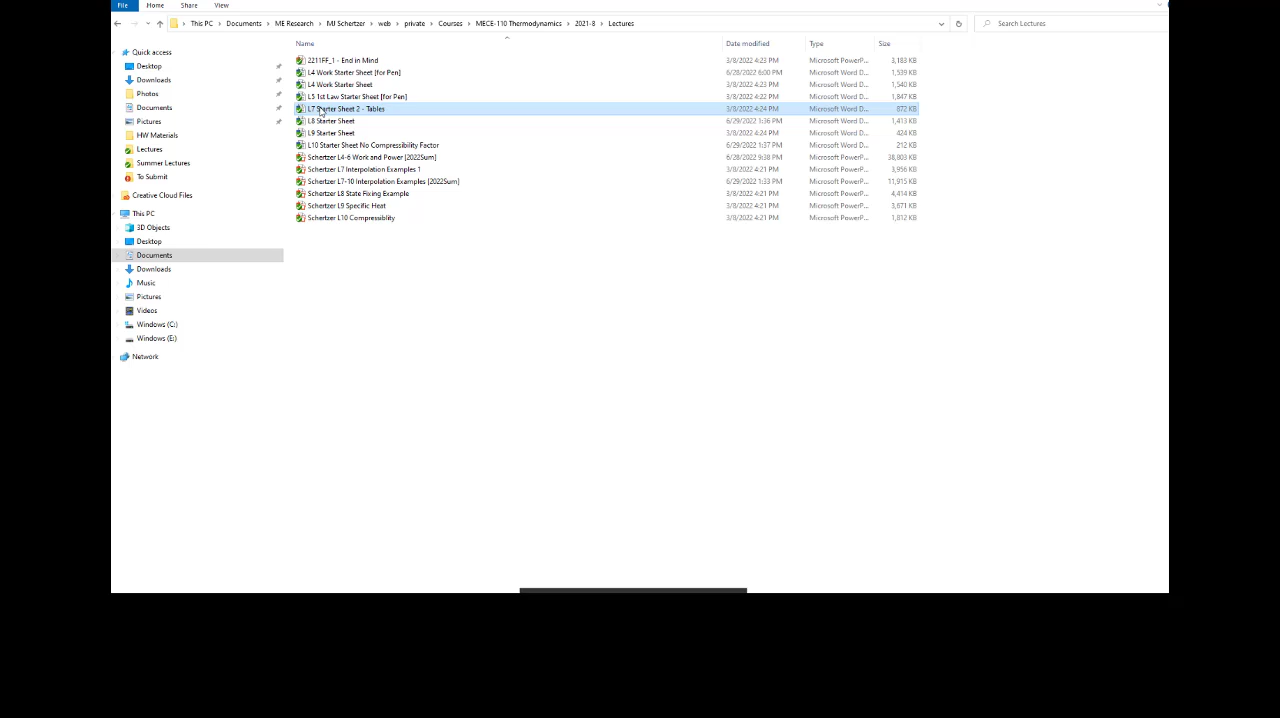 File Home Share View
This PC > Documents > ME Research > MJ Schertzer > web > private > Courses > MECE-110 Thermodynamics > 2021-8 > Lectures
Search Lectures
Name Date modified Type Size
Quick access
Desktop
Downloads
Photos
Documents
Pictures
HW Materials
Lectures
Summer Lectures
To Submit
Creative Cloud Files
This PC
3D Objects
Desktop
Documents
Downloads
Music
Pictures
Videos
Windows (C:)
Windows (E:)
Network
2211FF_1 - End in Mind 3/8/2022 4:23 PM Microsoft PowerP... 3,183 KB
L4 Work Starter Sheet [for Pen] 6/28/2022 6:00 PM Microsoft Word D... 1,539 KB
L4 Work Starter Sheet 3/8/2022 4:23 PM Microsoft Word D... 1,540 KB
L5 1st Law Starter Sheet [for Pen] 3/8/2022 4:22 PM Microsoft Word D... 1,847 KB
L7 Starter Sheet 2 - Tables 3/8/2022 4:24 PM Microsoft Word D... 872 KB
L8 Starter Sheet 6/29/2022 1:36 PM Microsoft Word D... 1,413 KB
L9 Starter Sheet 3/8/2022 4:24 PM Microsoft Word D... 424 KB
L10 Starter Sheet No Compressibility Factor 6/29/2022 1:37 PM Microsoft Word D... 212 KB
Schertzer L4-6 Work and Power [2022Sum] 6/28/2022 9:38 PM Microsoft PowerP... 38,803 KB
Schertzer L7 Interpolation Examples 1 3/8/2022 4:21 PM Microsoft PowerP... 3,956 KB
Schertzer L7-10 Interpolation Examples [2022Sum] 6/29/2022 1:33 PM Microsoft PowerP... 11,915 KB
Schertzer L8 State Fixing Example 3/8/2022 4:21 PM Microsoft PowerP... 4,414 KB
Schertzer L9 Specific Heat 3/8/2022 4:21 PM Microsoft PowerP... 3,671 KB
Schertzer L10 Compressiblity 3/8/2022 4:21 PM Microsoft PowerP... 1,812 KB